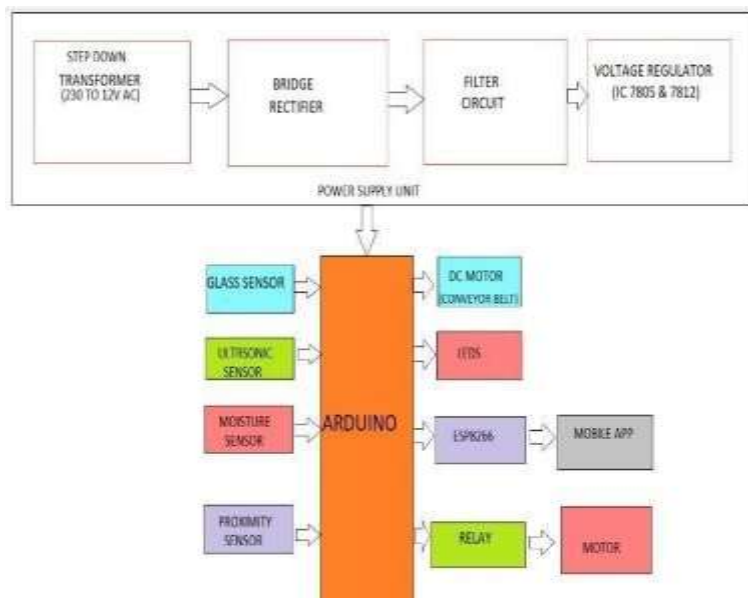 STEP DOWN
TRANSFORMER
(230 TO 12V AC)
BRIDGE
RECTIFIER
FILTER
CIRCUIT
VOLTAGE REGULATOR
(IC 7805 & 7812)
POWER SUPPLY UNIT
GLASS SENSOR
ULTRSONIC
SENSOR
MOISTURE
SENSOR
PROXIMITY
SENSOR
ARDUINO
DC MOTOR
(CONVEYOR BELT)
LEDS
ESP8266
MOBILE APP
RELAY
MOTOR